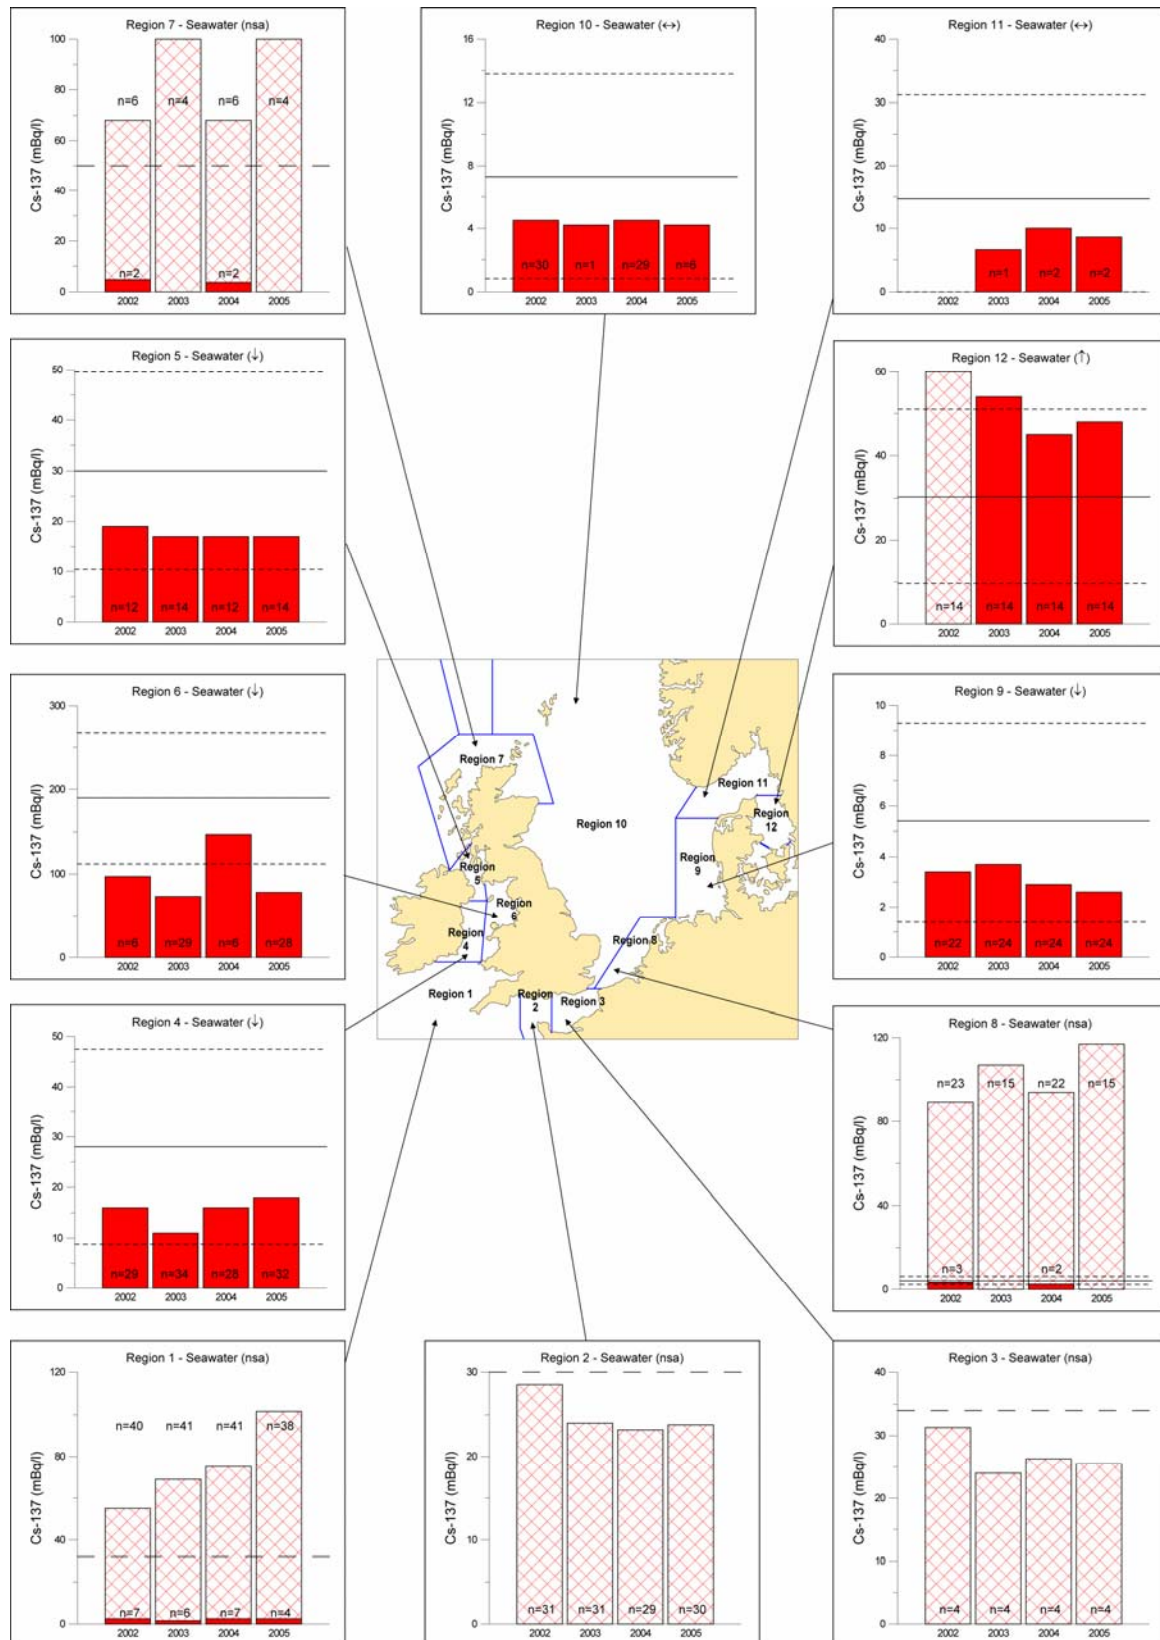 Region 7 - Seawater (nsa)
Cs-137 (mBq/l)
100
80
60
40
20
0
n=6
n=4
n=6
n=4
n=2
n=2
2002
2003
2004
2005
Region 10 - Seawater (↔)
Cs-137 (mBq/l)
16
12
8
4
0
n=30
n=1
n=29
n=6
2002
2003
2004
2005
Region 11 - Seawater (↔)
Cs-137 (mBq/l)
40
30
20
10
0
n=1
n=2
n=2
2002
2003
2004
2005
Region 5 - Seawater (↓)
Cs-137 (mBq/l)
50
40
30
20
10
0
n=12
n=14
n=12
n=14
2002
2003
2004
2005
Region 12 - Seawater (↑)
Cs-137 (mBq/l)
60
40
20
0
n=14
n=14
n=14
n=14
2002
2003
2004
2005
Region 6 - Seawater (↓)
Cs-137 (mBq/l)
300
200
100
0
n=6
n=29
n=6
n=28
2002
2003
2004
2005
Region 7
Region 11
Region 10
Region
12
Region
9
Region
5
Region
6
Region
4
Region 8
Region 1
Region
2
Region 3
Region 9 - Seawater (↓)
Cs-137 (mBq/l)
10
8
6
4
2
0
n=22
n=24
n=24
n=24
2002
2003
2004
2005
Region 4 - Seawater (↓)
Cs-137 (mBq/l)
50
40
30
20
10
0
n=29
n=34
n=28
n=32
2002
2003
2004
2005
Region 8 - Seawater (nsa)
Cs-137 (mBq/l)
120
80
40
0
n=23
n=15
n=22
n=15
n=3
n=2
2002
2003
2004
2005
Region 1 - Seawater (nsa)
Cs-137 (mBq/l)
120
80
40
0
n=40
n=41
n=41
n=38
n=7
n=6
n=7
n=4
2002
2003
2004
2005
Region 2 - Seawater (nsa)
Cs-137 (mBq/l)
30
20
10
0
n=31
n=31
n=29
n=30
2002
2003
2004
2005
Region 3 - Seawater (nsa)
Cs-137 (mBq/l)
40
30
20
10
0
n=4
n=4
n=4
n=4
2002
2003
2004
2005